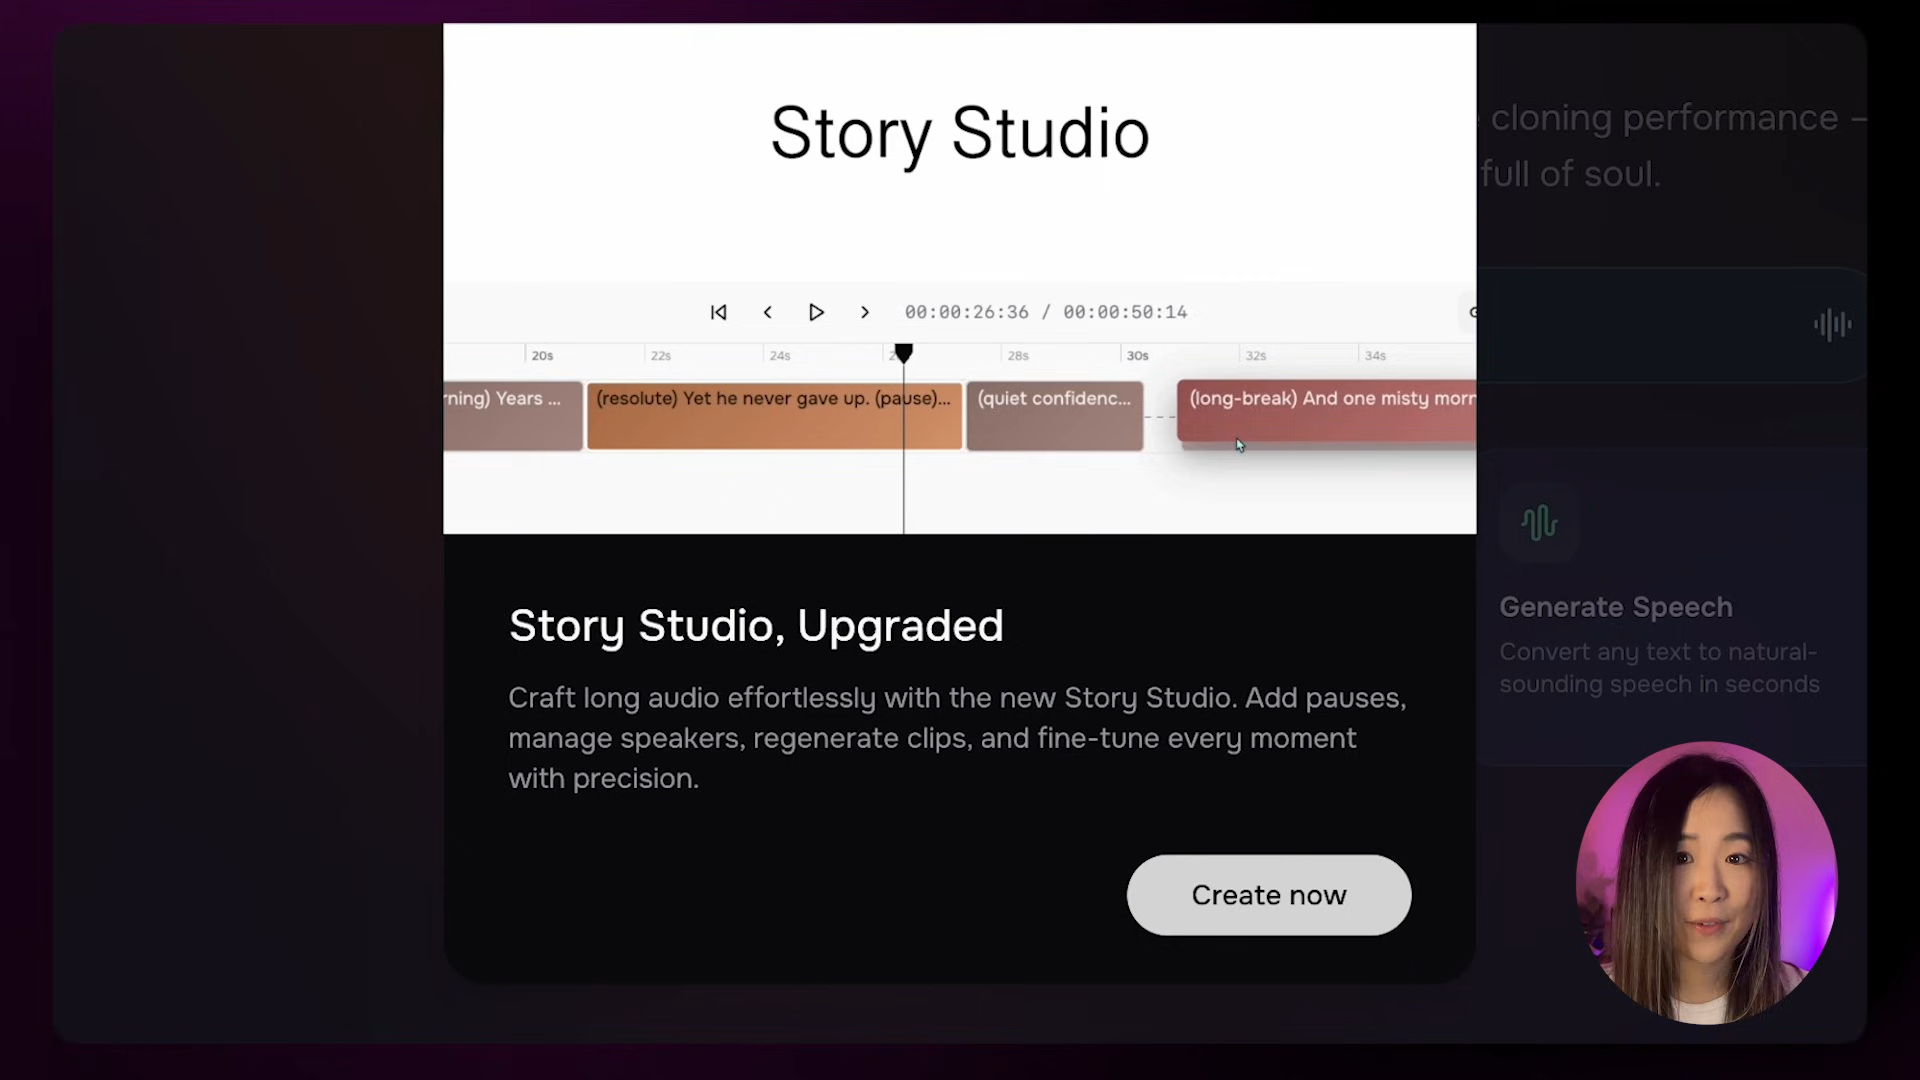 Story Studio
cloning performance –
full of soul.
00:00:26:36 / 00:00:50:14
20s 22s 24s 28s 30s 32s 34s
rning) Years ...
(resolute) Yet he never gave up. (pause)...
(quiet confidenc...
(long-break) And one misty morn
Story Studio, Upgraded
Craft long audio effortlessly with the new Story Studio. Add pauses,
manage speakers, regenerate clips, and fine-tune every moment
with precision.
Create now
Generate Speech
Convert any text to natural-
sounding speech in seconds